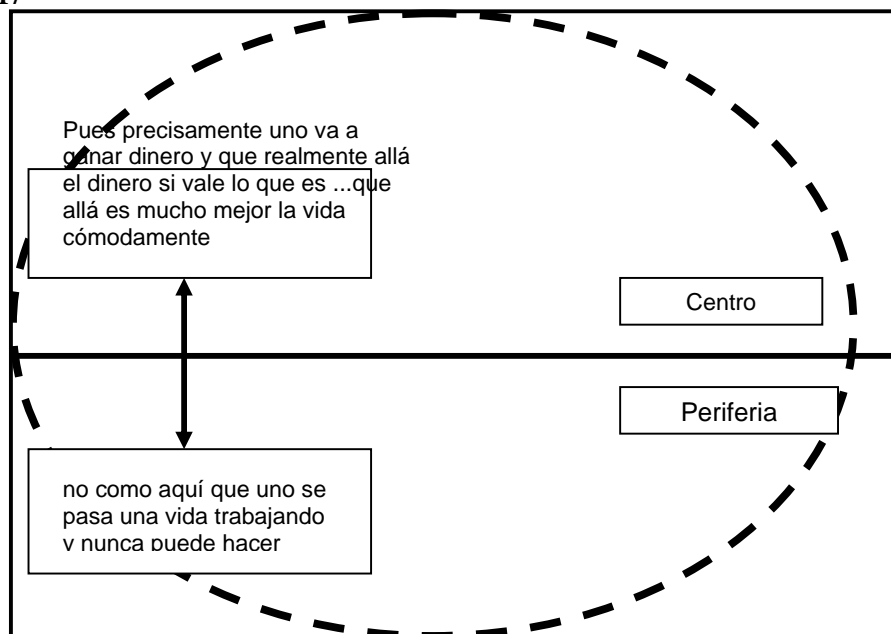 Pues precisamente uno va a
ganar dinero y que realmente allá
el dinero si vale lo que es ...que
allá es mucho mejor la vida
cómodamente
Centro
Periferia
no como aquí que uno se
pasa una vida trabajando
y nunca puede hacer